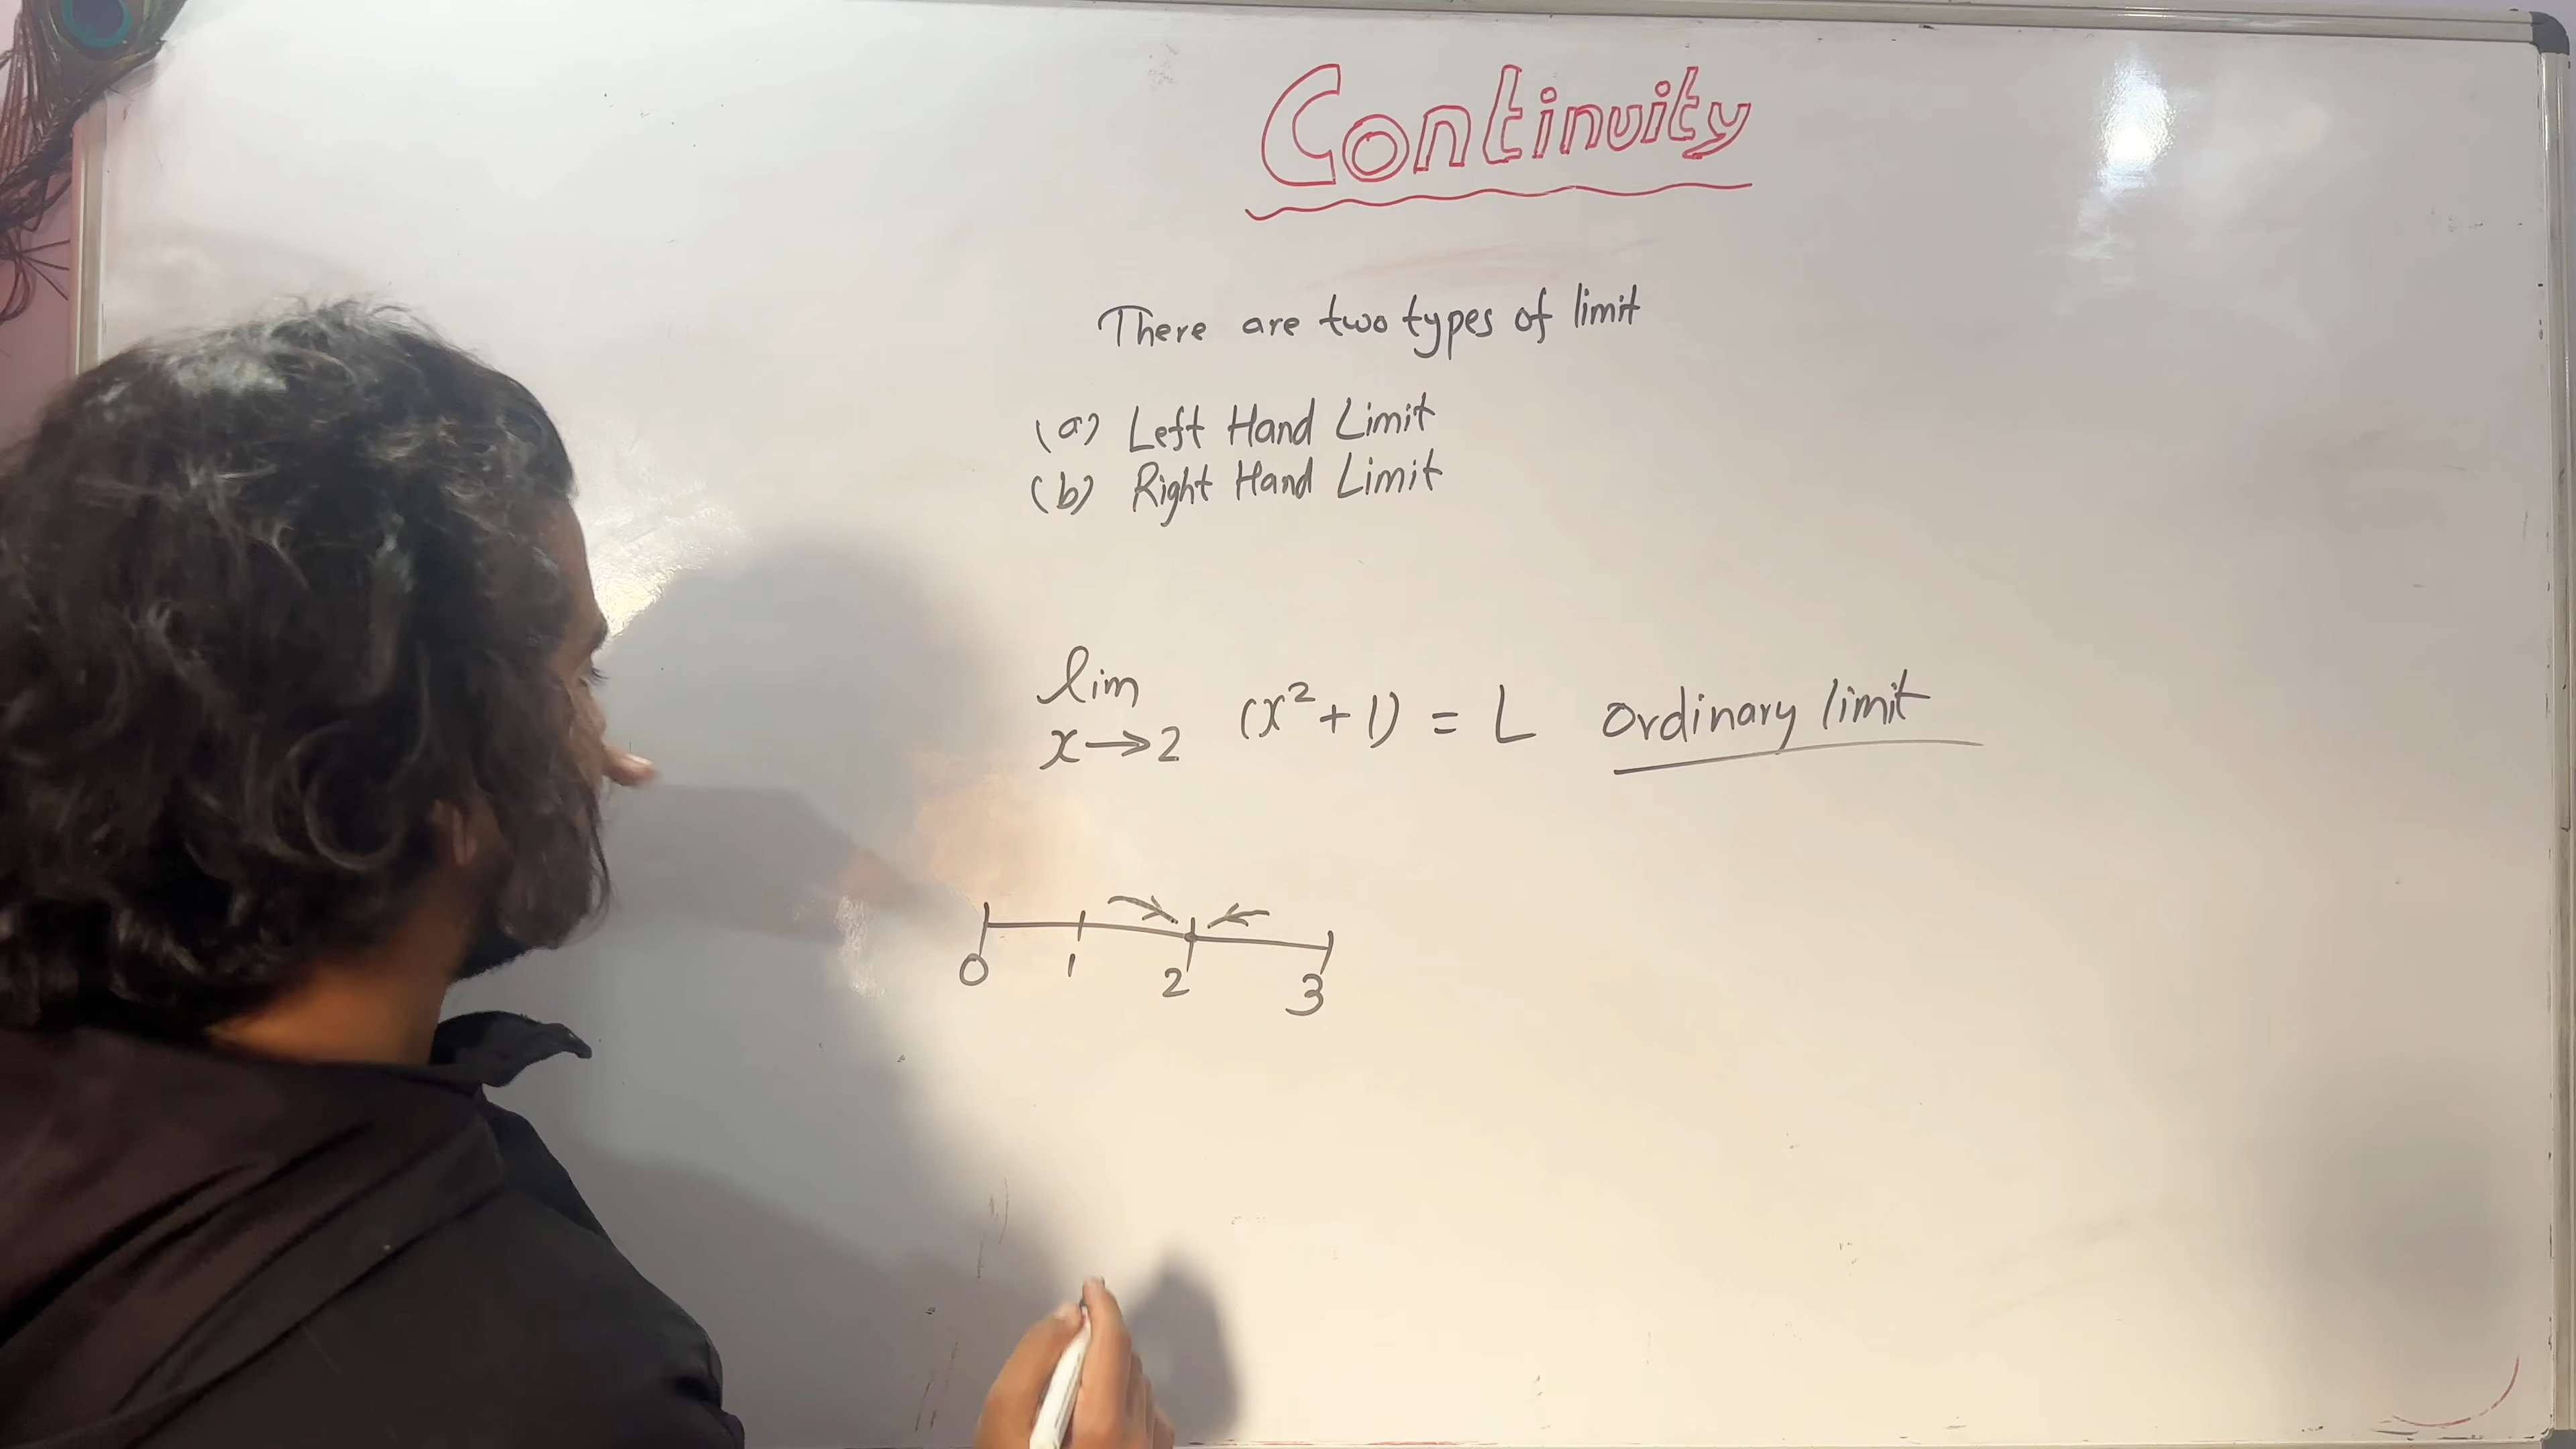 Continuity
There are two types of limit
(a) Left Hand Limit
(b) Right Hand Limit
lim
x→2 (x²+1) = L ordinary limit
0 1 2 3